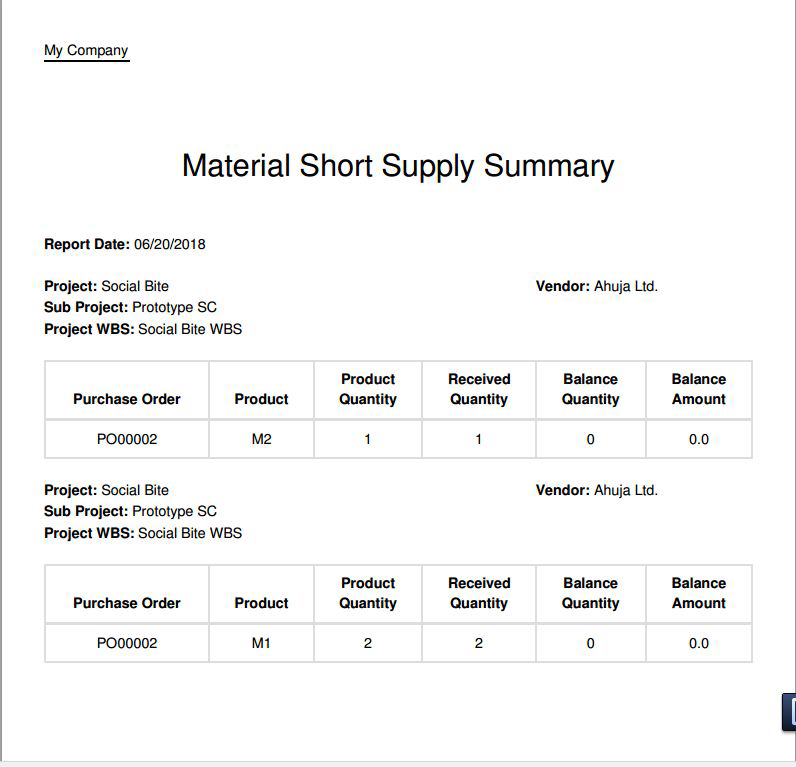 My Company
Material Short Supply Summary
Report Date: 06/20/2018
Project: Social Bite Vendor: Ahuja Ltd.
Sub Project: Prototype SC
Project WBS: Social Bite WBS
Product Received Balance Balance
Purchase Order Product Quantity Quantity Quantity Amount
PO00002 M2 1 1 0 0.0
Project: Social Bite Vendor: Ahuja Ltd.
Sub Project: Prototype SC
Project WBS: Social Bite WBS
Product Received Balance Balance
Purchase Order Product Quantity Quantity Quantity Amount
PO00002 M1 2 2 0 0.0